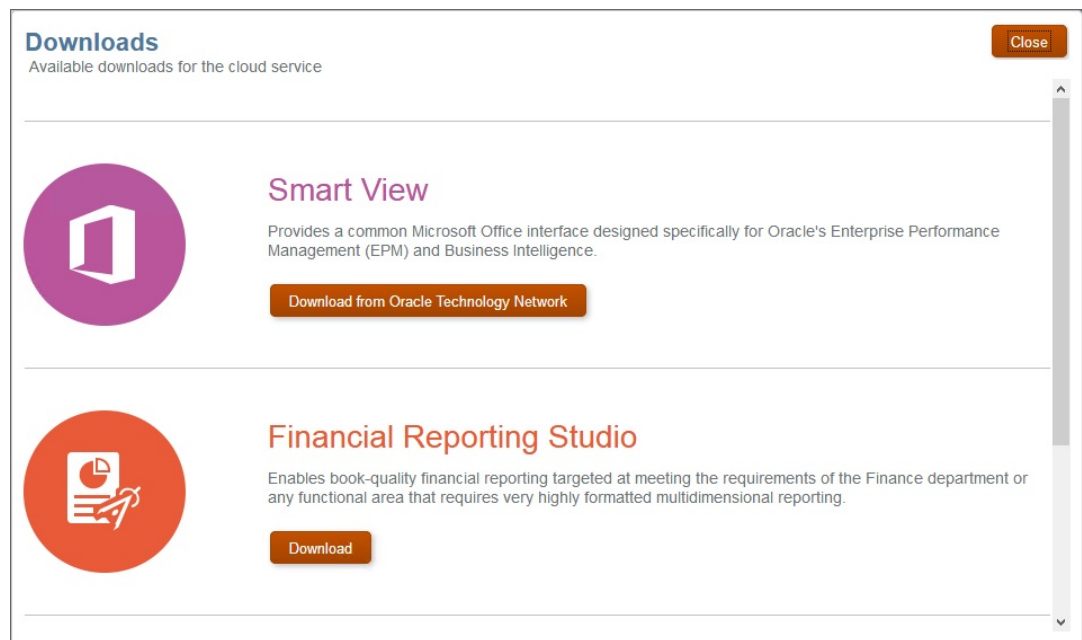 Downloads
Close
Available downloads for the cloud service
Smart View
Provides a common Microsoft Office interface designed specifically for Oracle's Enterprise Performance
Management (EPM) and Business Intelligence.
Download from Oracle Technology Network
Financial Reporting Studio
Enables book-quality financial reporting targeted at meeting the requirements of the Finance department or
any functional area that requires very highly formatted multidimensional reporting.
Download